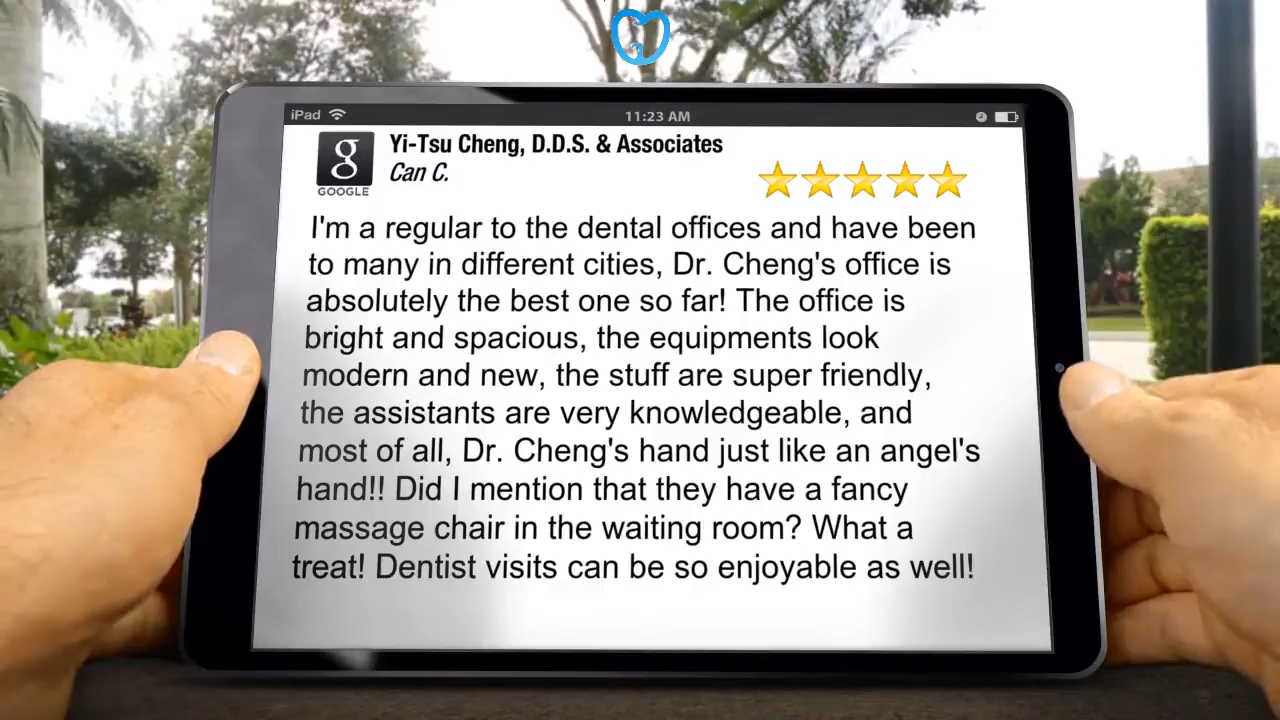 iPad 11:23 AM
g
GOOGLE
Yi-Tsu Cheng, D.D.S. & Associates
Can C.
I'm a regular to the dental offices and have been
to many in different cities, Dr. Cheng's office is
absolutely the best one so far! The office is
bright and spacious, the equipments look
modern and new, the stuff are super friendly,
the assistants are very knowledgeable, and
most of all, Dr. Cheng's hand just like an angel's
hand!! Did I mention that they have a fancy
massage chair in the waiting room? What a
treat! Dentist visits can be so enjoyable as well!